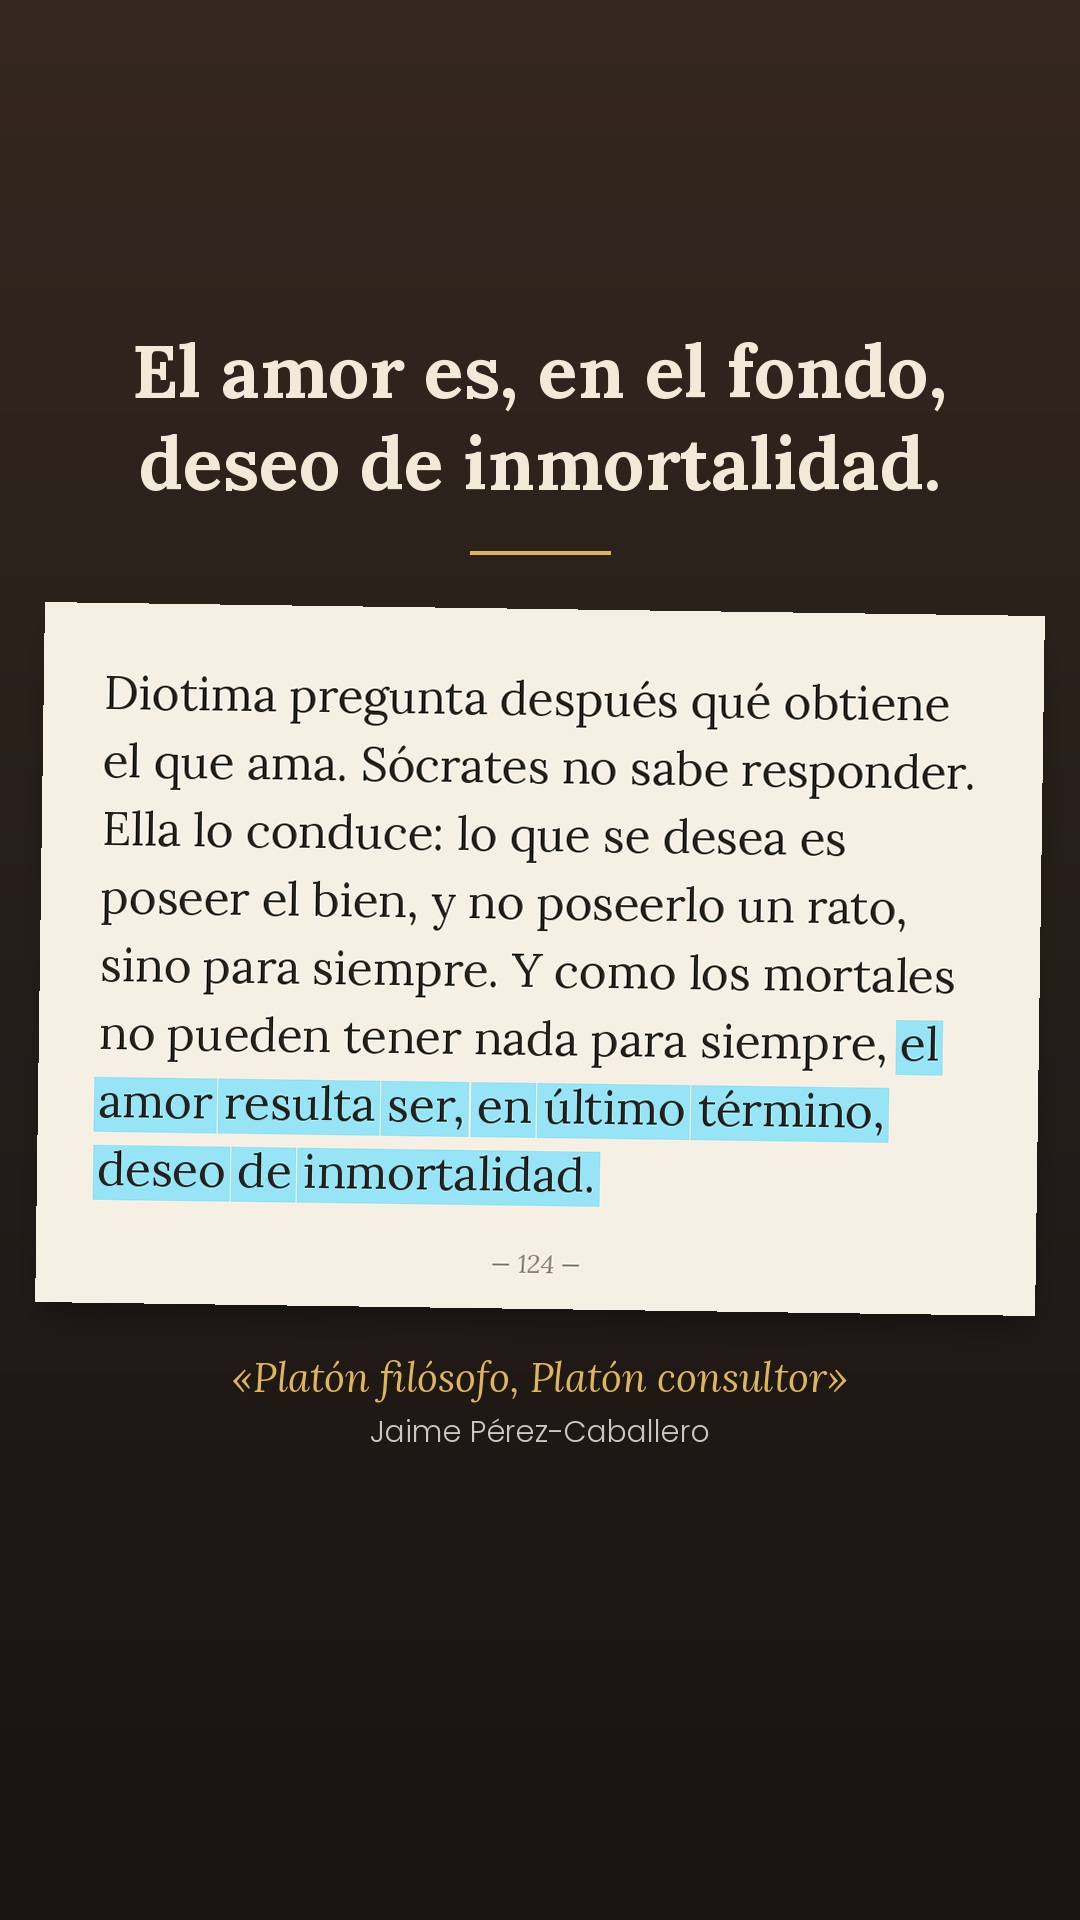 El amor es, en el fondo,
deseo de inmortalidad.
Diotima pregunta después qué obtiene
el que ama. Sócrates no sabe responder.
Ella lo conduce: lo que se desea es
poseer el bien, y no poseerlo un rato,
sino para siempre. Y como los mortales
no pueden tener nada para siempre, el
amor resulta ser, en último término,
deseo de inmortalidad.
— 124 —
«Platón filósofo, Platón consultor»
Jaime Pérez-Caballero